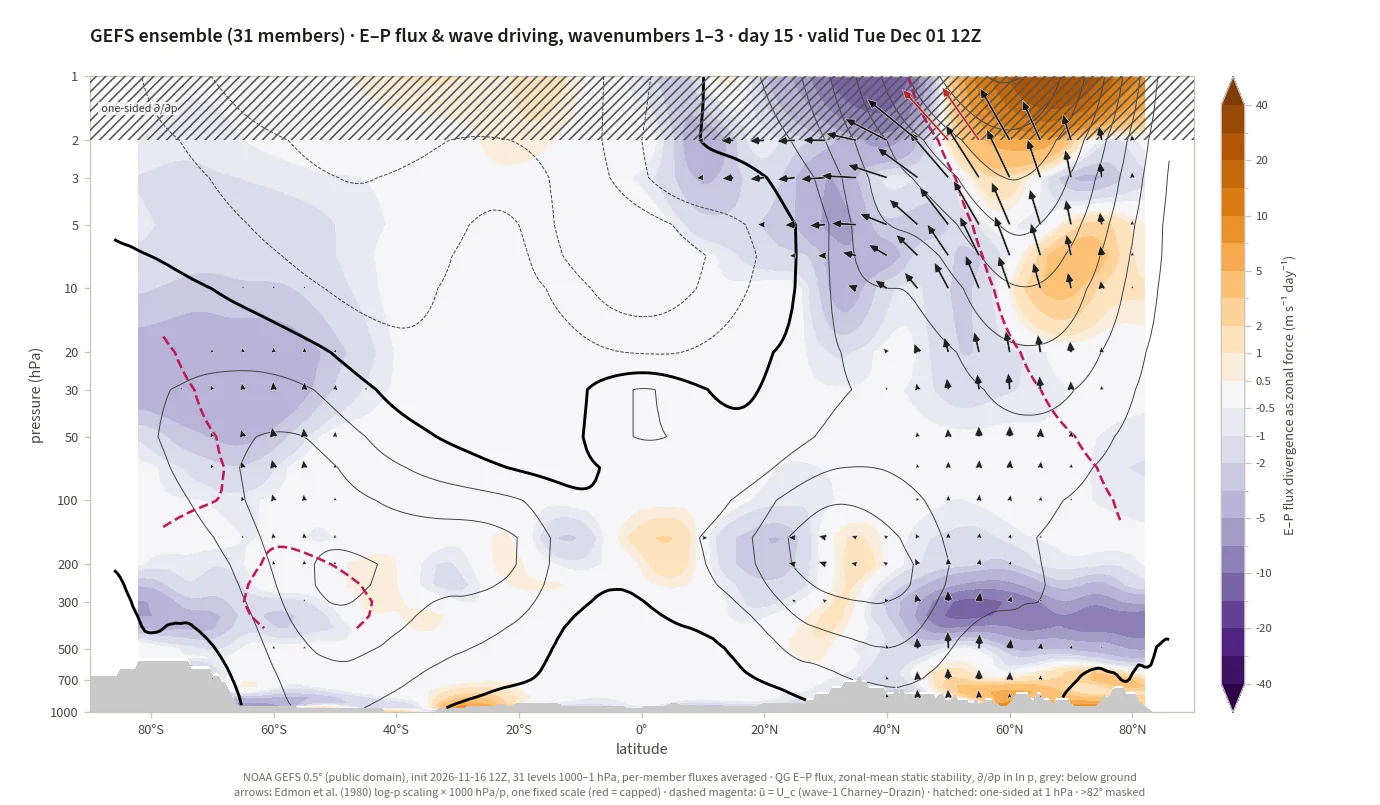 GEFS ensemble (31 members) · E–P flux & wave driving, wavenumbers 1–3 · day 15 · valid Tue Dec 01 12Z
one-sided ∂/∂p
1
2
3
5
10
20
30
50
100
200
300
500
700
1000
pressure (hPa)
80°S
60°S
40°S
20°S
0°
20°N
40°N
60°N
80°N
latitude
40
20
10
5
2
1
0.5
-0.5
-1
-2
-5
-10
-20
-40
E–P flux divergence as zonal force (m s⁻¹ day⁻¹)
NOAA GEFS 0.5° (public domain), init 2026-11-16 12Z, 31 levels 1000–1 hPa, per-member fluxes averaged · QG E–P flux, zonal-mean static stability, ∂/∂p in ln p, grey: below ground
arrows: Edmon et al. (1980) log-p scaling × 1000 hPa/p, one fixed scale (red = capped) · dashed magenta: ū = U_c (wave-1 Charney–Drazin) · hatched: one-sided at 1 hPa · >82° masked